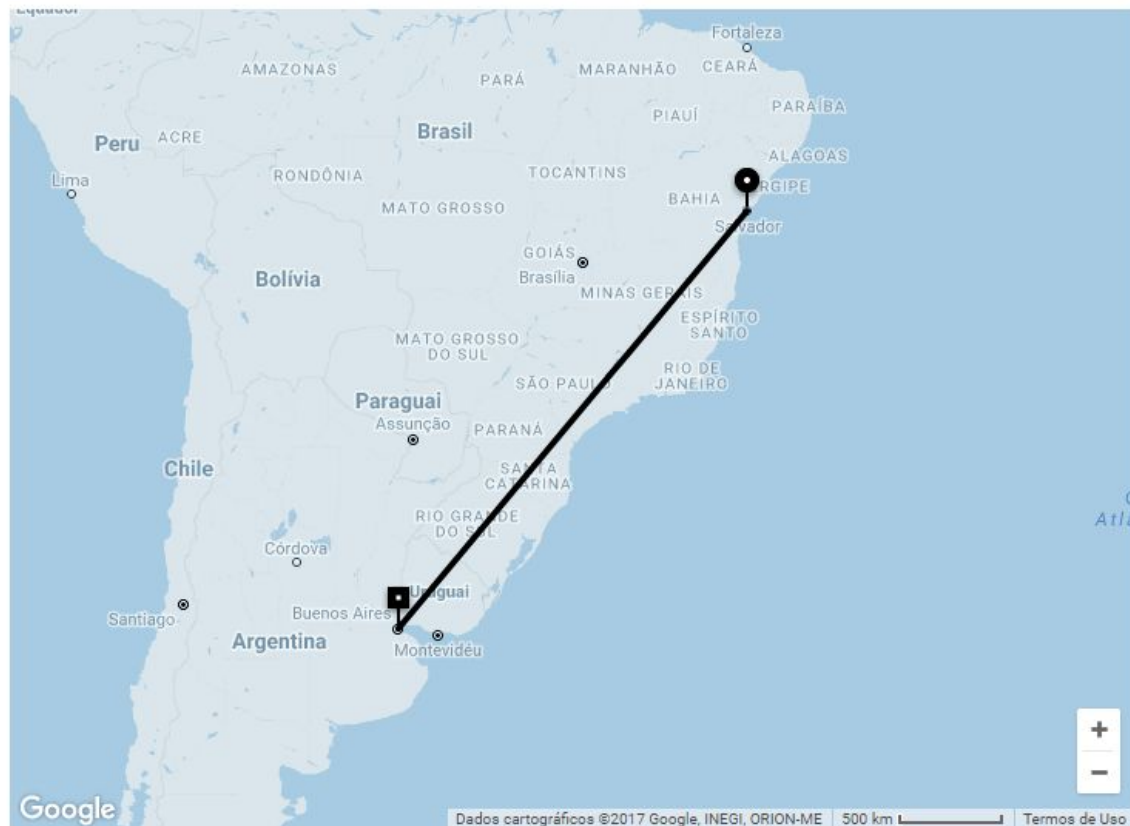 Fortaleza
AMAZONAS
PARÁ
MARANHÃO
CEARÁ
PIAUÍ
PARAÍBA
Brasil
Peru
ACRE
ALAGOAS
RONDÔNIA
TOCANTINS
Lima
BAHIA
MATO GROSSO
Salvador
GOIÁS
Brasília
Bolívia
MINAS GERAIS
ESPÍRITO
SANTO
MATO GROSSO
DO SUL
RIO DE
JANEIRO
SÃO PAULO
Paraguai
Assunção
PARANÁ
Chile
SANTA
CATARINA
RIO GRANDE
DO SUL
Córdova
Uruguai
Buenos Aires
Santiago
Argentina
Montevidéu
Google
Dados cartográficos ©2017 Google, INEGI, ORION-ME
500 km
Termos de Uso